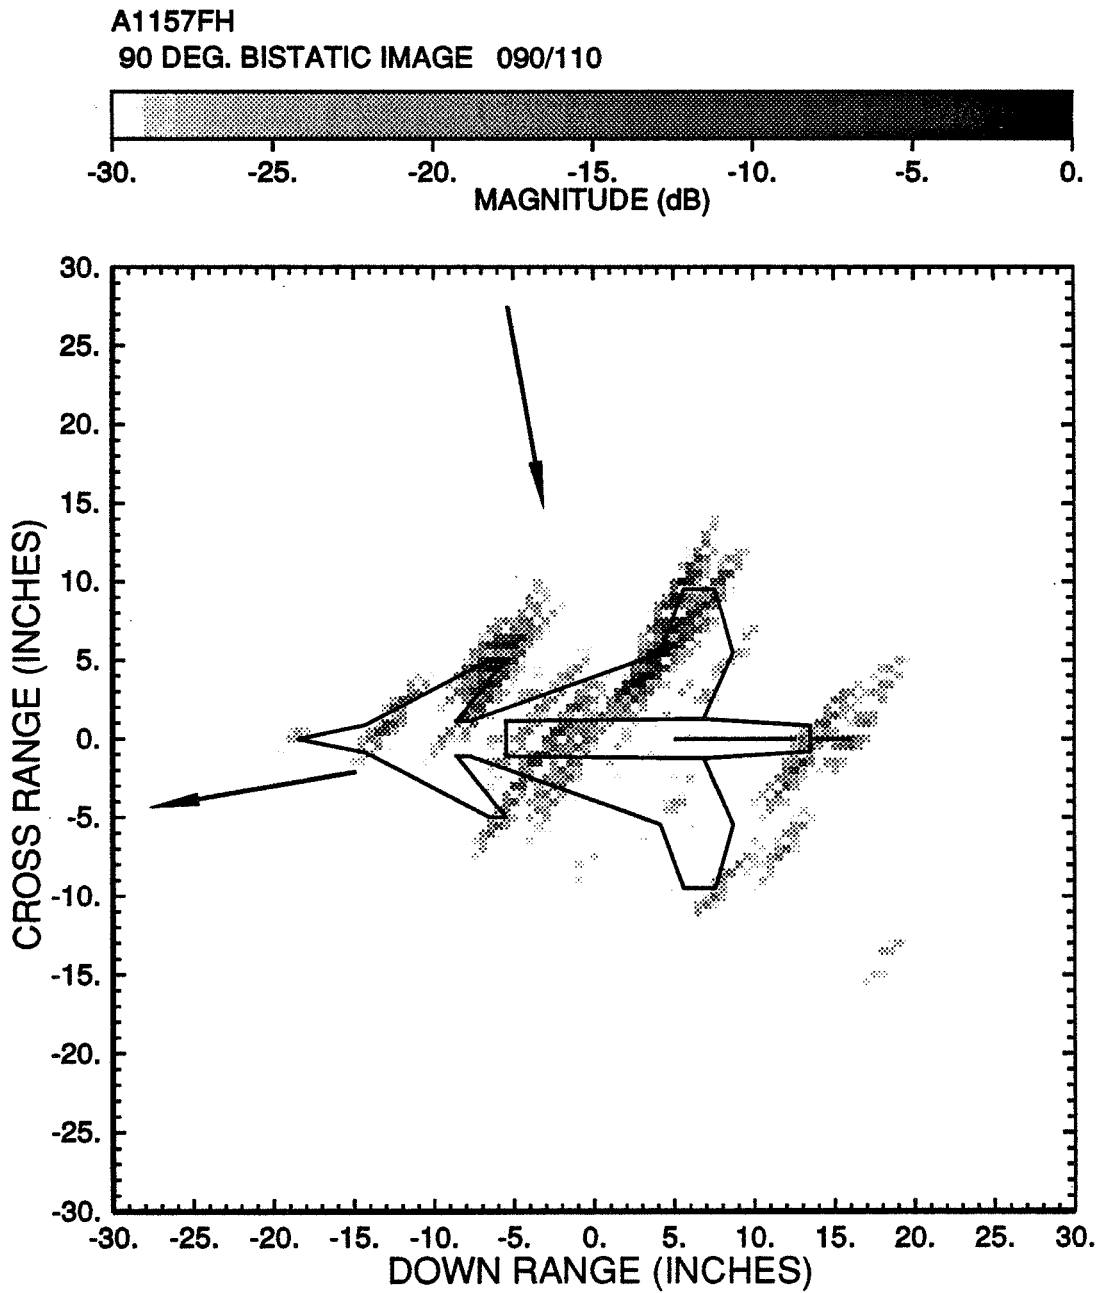 A1157FH
90 DEG. BISTATIC IMAGE 090/110
-30. -25. -20. -15. -10. -5. 0.
MAGNITUDE (dB)
30.
25.
20.
15.
10.
5.
0.
-5.
-10.
-15.
-20.
-25.
-30.
CROSS RANGE (INCHES)
-30. -25. -20. -15. -10. -5. 0. 5. 10. 15. 20. 25. 30.
DOWN RANGE (INCHES)